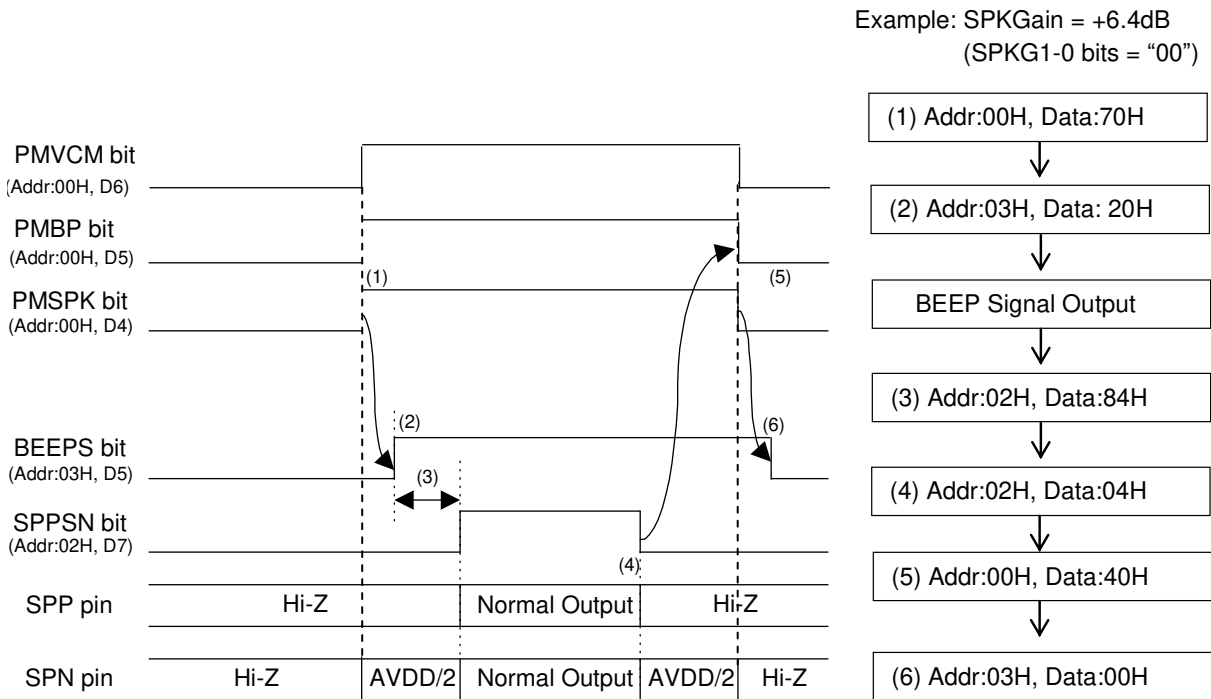 Example: SPKGain = +6.4dB
(SPKG1-0 bits = “00”)
PMVCM bit
(Addr:00H, D6)
PMBP bit
(Addr:00H, D5)
(1)
(5)
PMSPK bit
(Addr:00H, D4)
(2)
(6)
BEEPS bit
(Addr:03H, D5)
(3)
SPPSN bit
(Addr:02H, D7)
(4)
SPP pin
Hi-Z
Normal Output
Hi-Z
SPN pin
Hi-Z
AVDD/2
Normal Output
AVDD/2
Hi-Z
(1) Addr:00H, Data:70H
(2) Addr:03H, Data: 20H
BEEP Signal Output
(3) Addr:02H, Data:84H
(4) Addr:02H, Data:04H
(5) Addr:00H, Data:40H
(6) Addr:03H, Data:00H